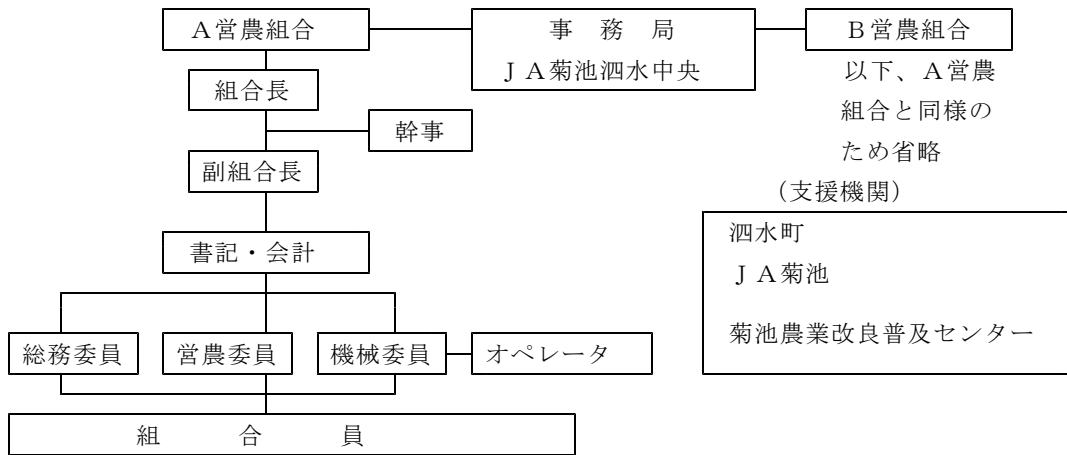 A営農組合
事　務　局
JA菊池泗水中央
B営農組合
以下、A営農
組合と同様の
ため省略
組合長
幹事
副組合長
書記・会計
総務委員
営農委員
機械委員
オペレータ
組　合　員
（支援機関）
泗水町
JA菊池
菊池農業改良普及センター